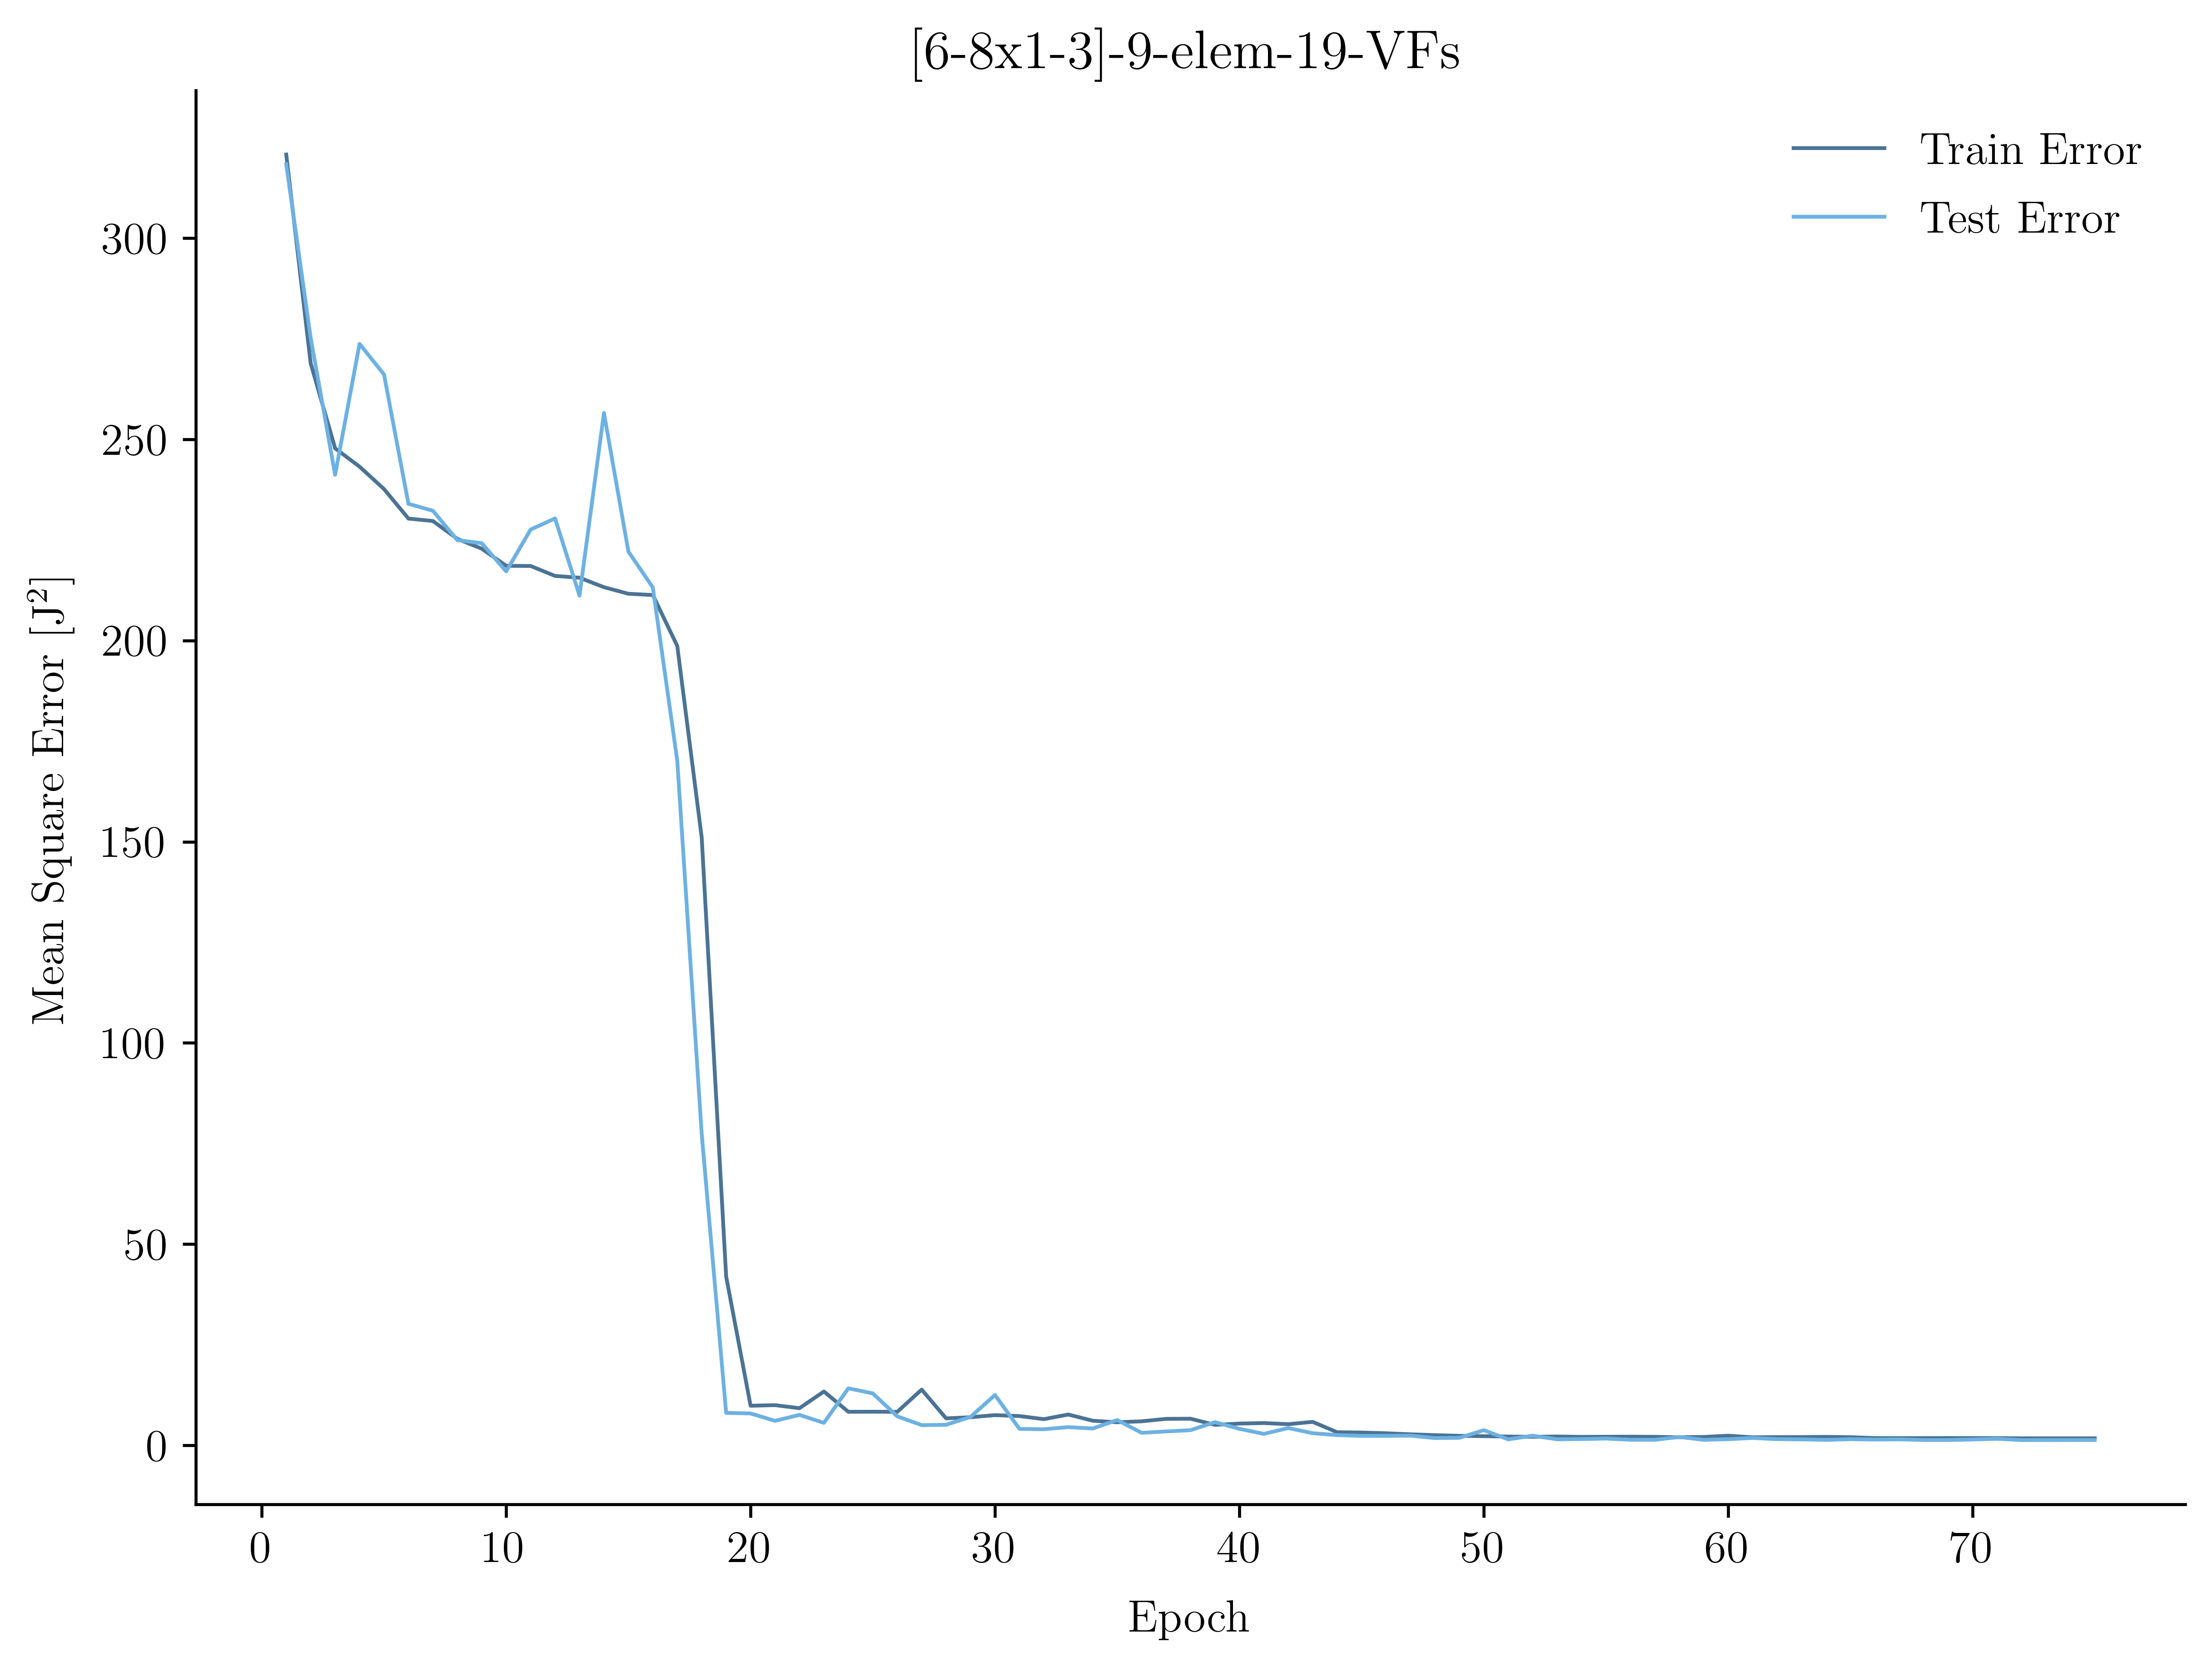 [6-8x1-3]-9-elem-19-VFs
Train Error
Test Error
Mean Square Error [J²]
300
250
200
150
100
50
0
0 10 20 30 40 50 60 70
Epoch